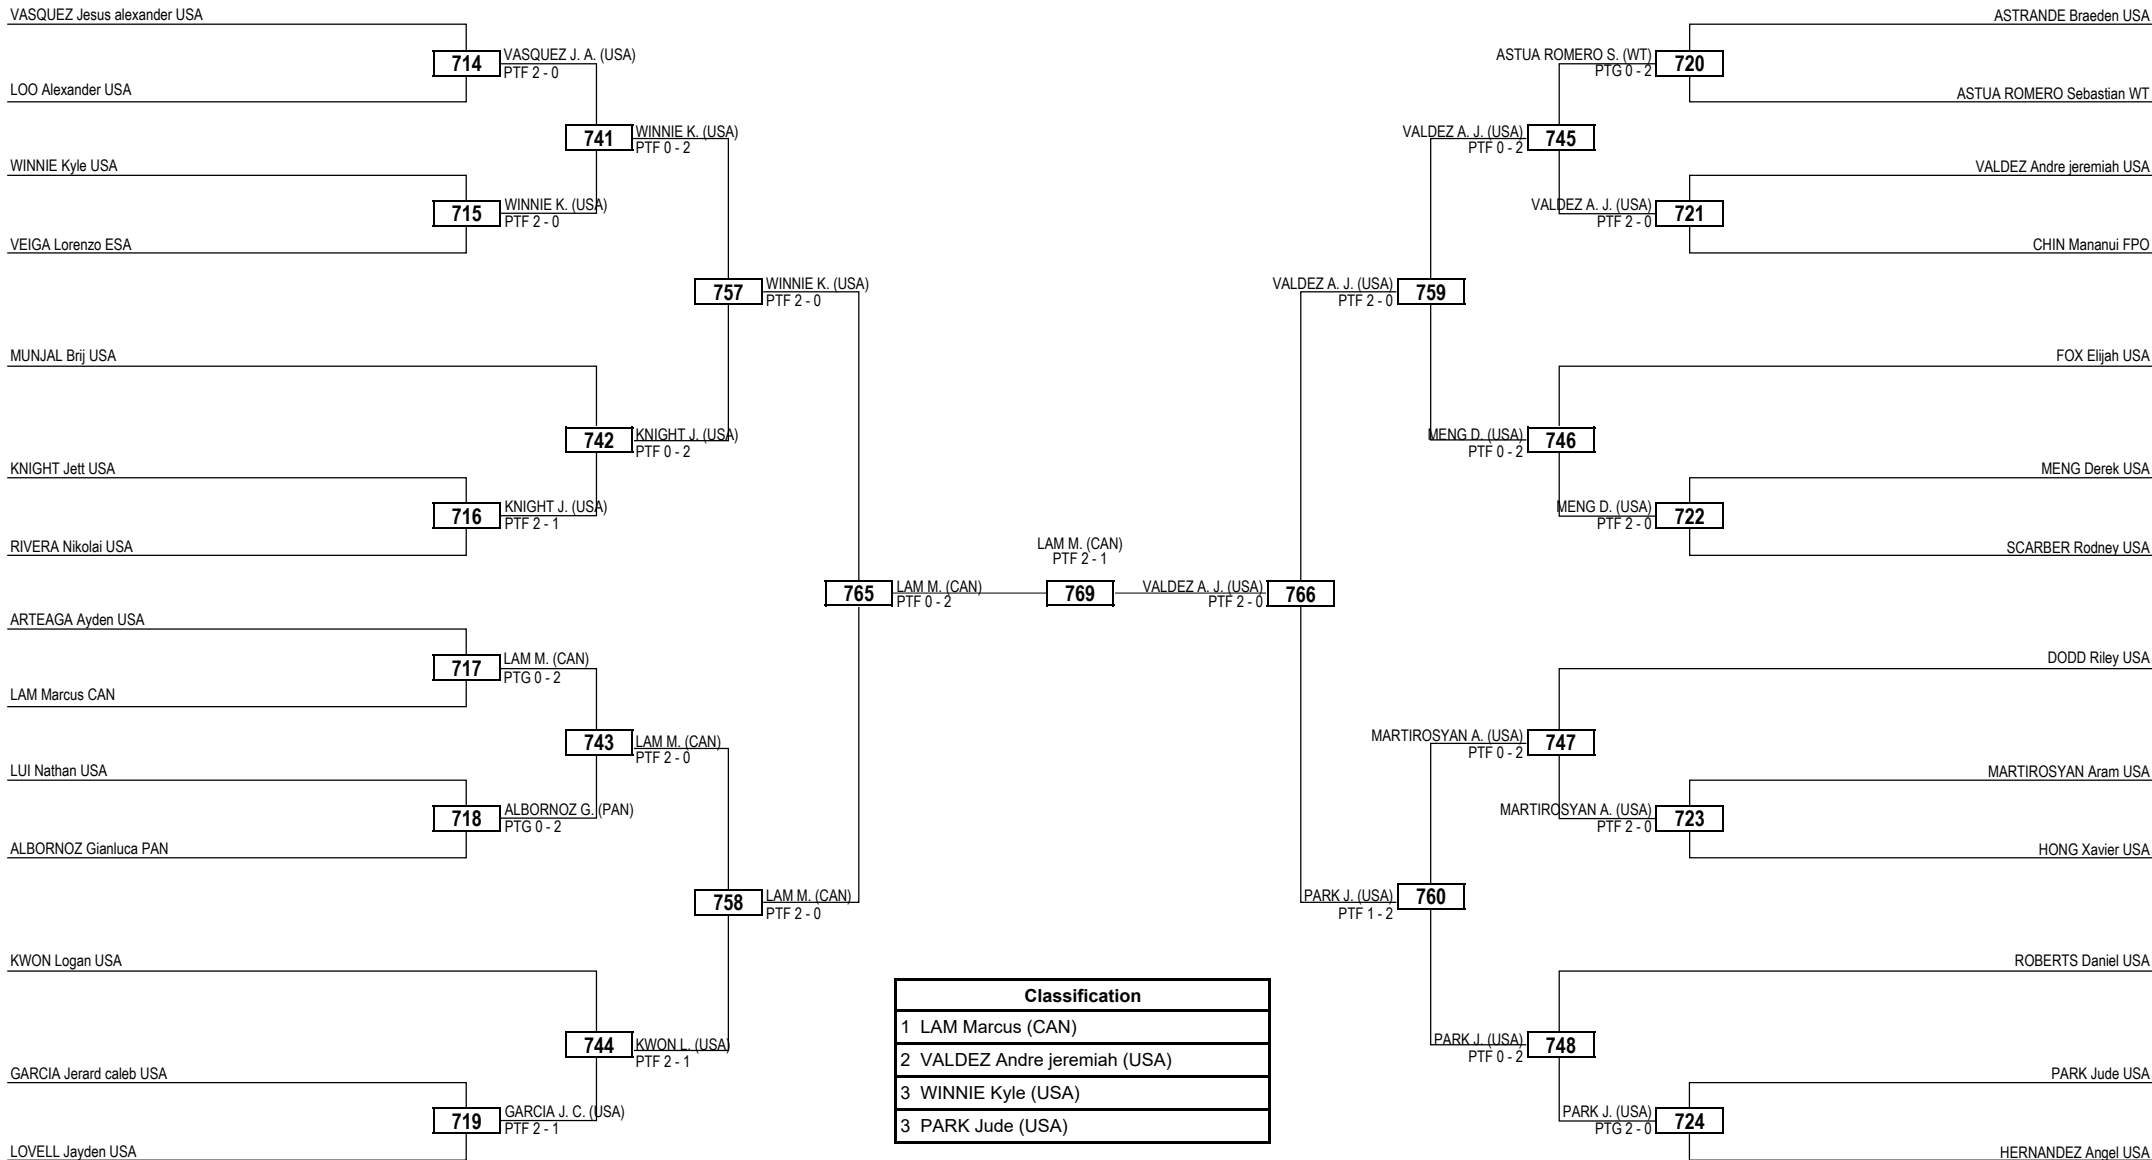 VASQUEZ Jesus alexander USA
714
VASQUEZ J. A. (USA)
PTF 2 - 0
LOO Alexander USA
741
WINNIE K. (USA)
PTF 0 - 2
WINNIE Kyle USA
715
WINNIE K. (USA)
PTF 2 - 0
VEIGA Lorenzo ESA
757
WINNIE K. (USA)
PTF 2 - 0
MUNJAL Brij USA
742
KNIGHT J. (USA)
PTF 0 - 2
KNIGHT Jett USA
716
KNIGHT J. (USA)
PTF 2 - 1
RIVERA Nikolai USA
765
LAM M. (CAN)
PTF 0 - 2
ARTEAGA Ayden USA
717
LAM M. (CAN)
PTG 0 - 2
LAM Marcus CAN
743
LAM M. (CAN)
PTF 2 - 0
LUI Nathan USA
718
ALBORNOZ G. (PAN)
PTG 0 - 2
ALBORNOZ Gianluca PAN
758
LAM M. (CAN)
PTF 2 - 0
KWON Logan USA
744
KWON L. (USA)
PTF 2 - 1
GARCIA Jerard caleb USA
719
GARCIA J. C. (USA)
PTF 2 - 1
LOVELL Jayden USA
LAM M. (CAN)
PTF 2 - 1
769
ASTRANDE Braeden USA
ASTUA ROMERO S. (WT)
PTG 0 - 2
720
ASTUA ROMERO Sebastian WT
VALDEZ A. J. (USA)
PTF 0 - 2
745
VALDEZ Andre jeremiah USA
VALDEZ A. J. (USA)
PTF 2 - 0
721
CHIN Mananui FPO
VALDEZ A. J. (USA)
PTF 2 - 0
759
FOX Elijah USA
MENG D. (USA)
PTF 0 - 2
746
MENG Derek USA
MENG D. (USA)
PTF 2 - 0
722
SCARBER Rodney USA
VALDEZ A. J. (USA)
PTF 2 - 0
766
DODD Riley USA
MARTIROSYAN A. (USA)
PTF 0 - 2
747
MARTIROSYAN Aram USA
MARTIROSYAN A. (USA)
PTF 2 - 0
723
HONG Xavier USA
PARK J. (USA)
PTF 1 - 2
760
ROBERTS Daniel USA
PARK J. (USA)
PTF 0 - 2
748
PARK Jude USA
PARK J. (USA)
PTG 2 - 0
724
HERNANDEZ Angel USA
Classification
1 LAM Marcus (CAN)
2 VALDEZ Andre jeremiah (USA)
3 WINNIE Kyle (USA)
3 PARK Jude (USA)